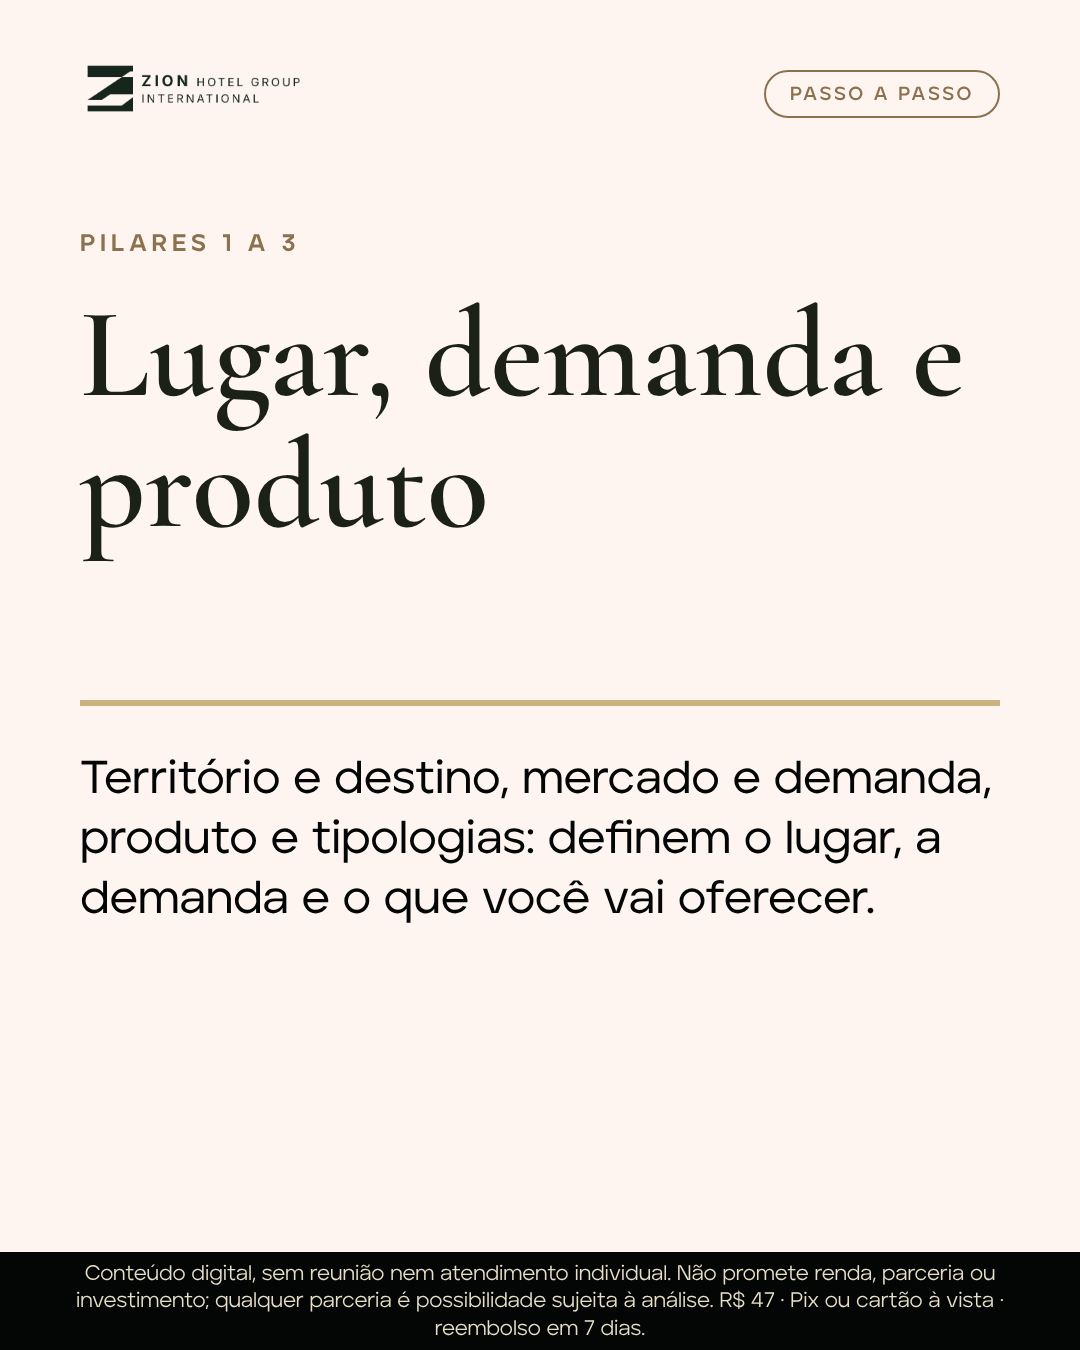 ZION HOTEL GROUP
INTERNATIONAL
PASSO A PASSO
PILARES 1 A 3
Lugar, demanda e
produto
Território e destino, mercado e demanda,
produto e tipologias: definem o lugar, a
demanda e o que você vai oferecer.
Conteúdo digital, sem reunião nem atendimento individual. Não promete renda, parceria ou
investimento; qualquer parceria é possibilidade sujeita à análise. R$ 47 · Pix ou cartão à vista ·
reembolso em 7 dias.